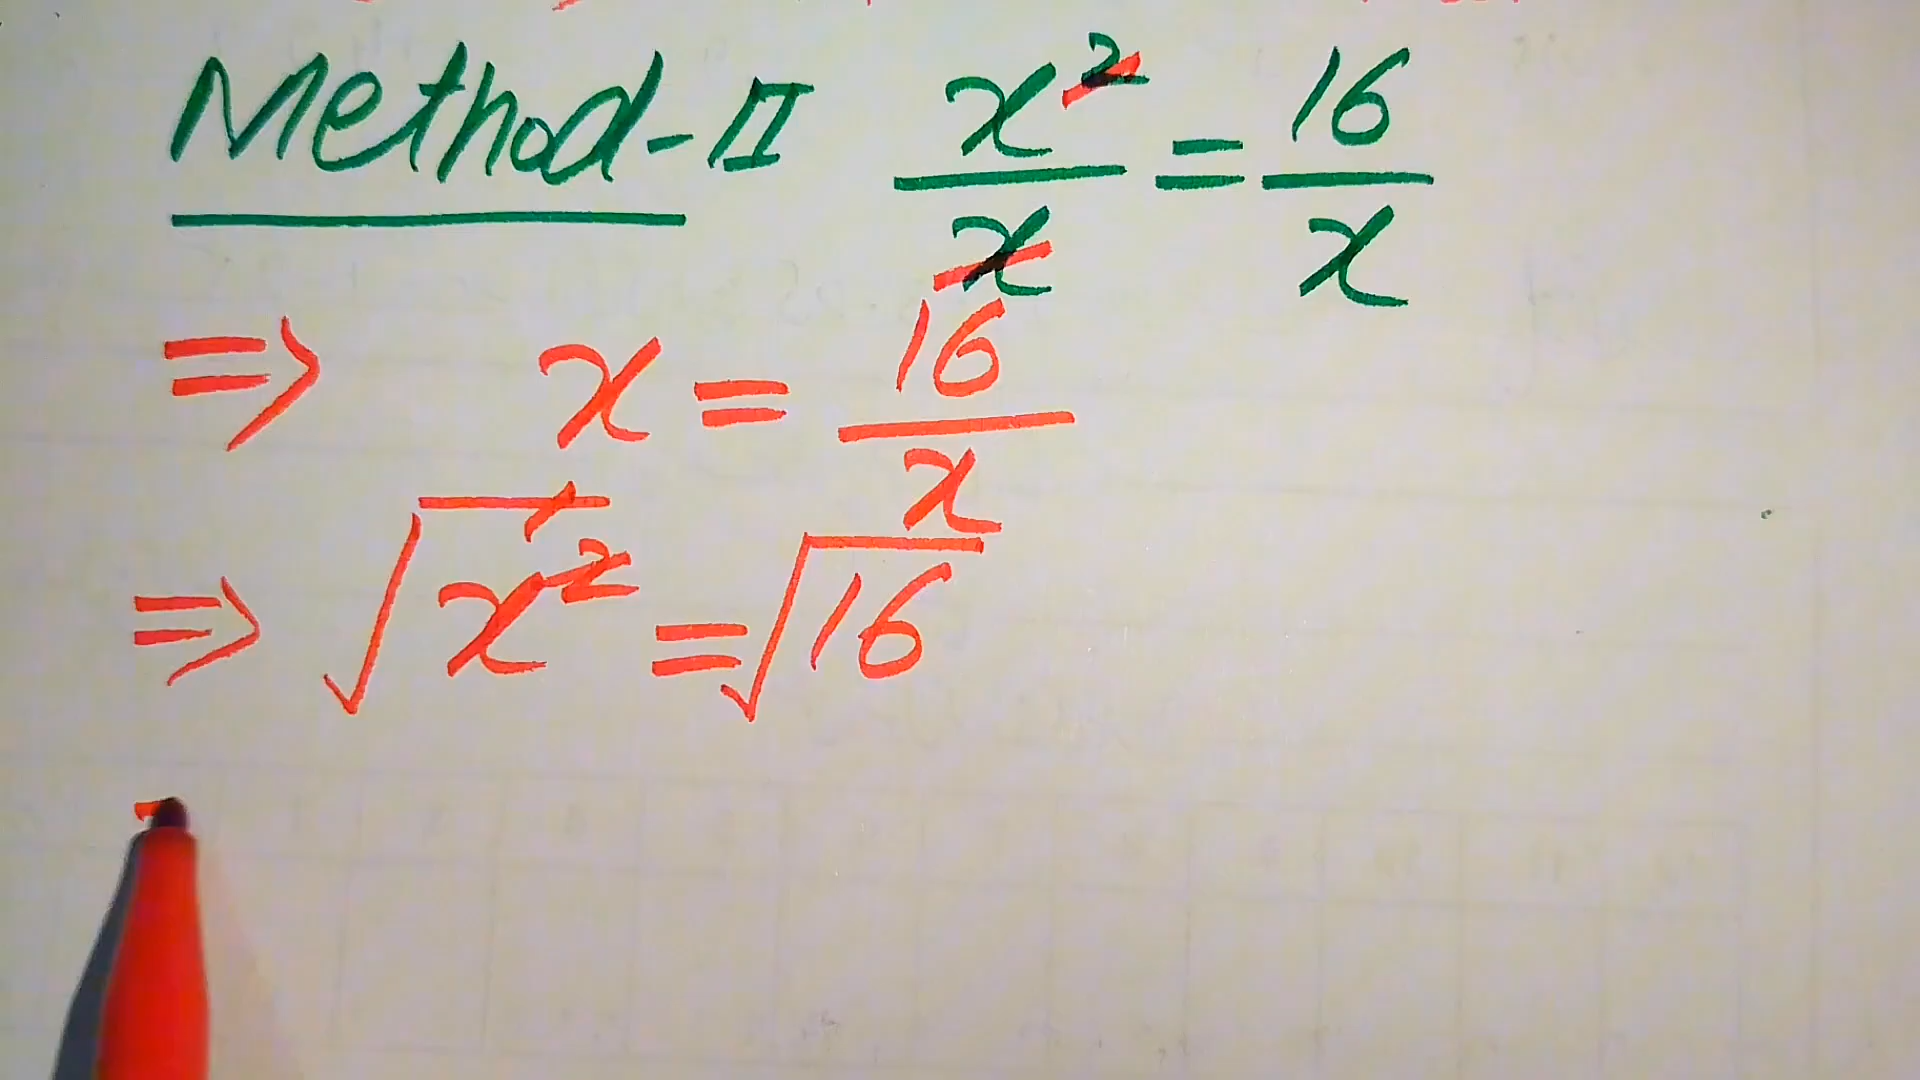 Method-II x²/x = 16/x
⇒ x = 16/x
⇒ √x² = √16